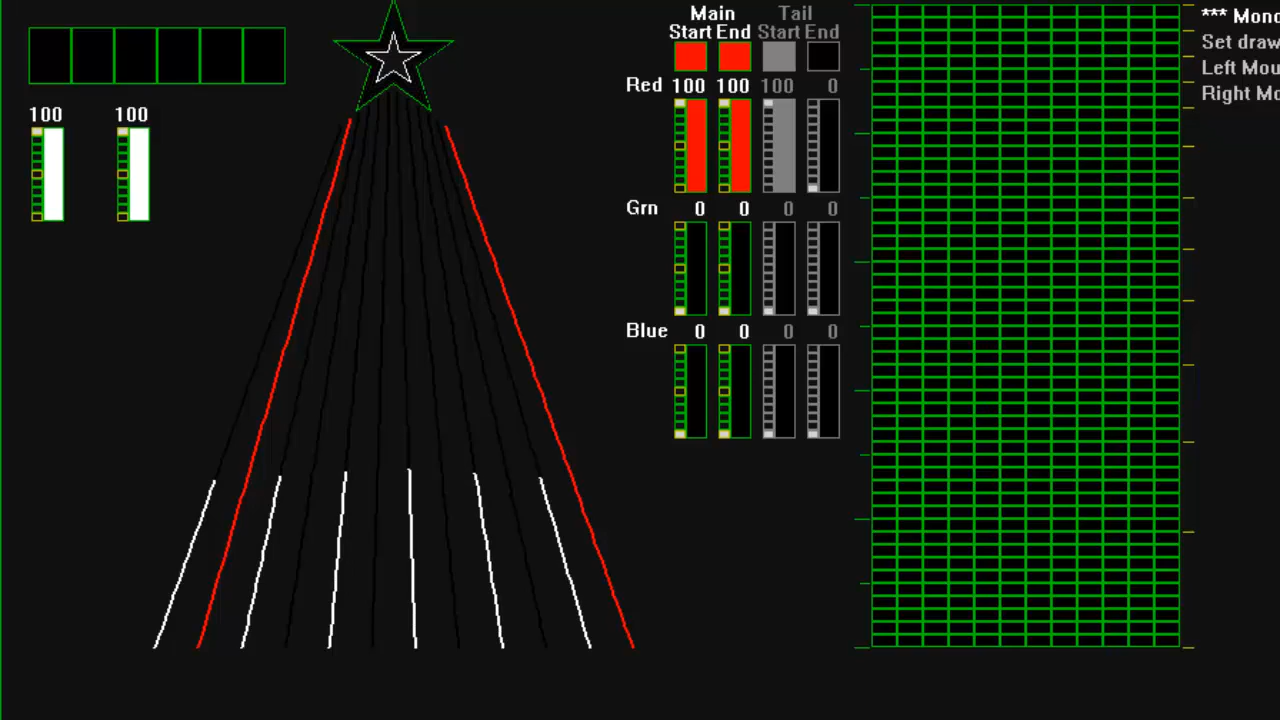 Main Tail
Start End Start End
Red 100 100 100 0
Grn 0 0 0 0
Blue 0 0 0 0
100 100
*** Mono
Set draw
Left Mou
Right Mo